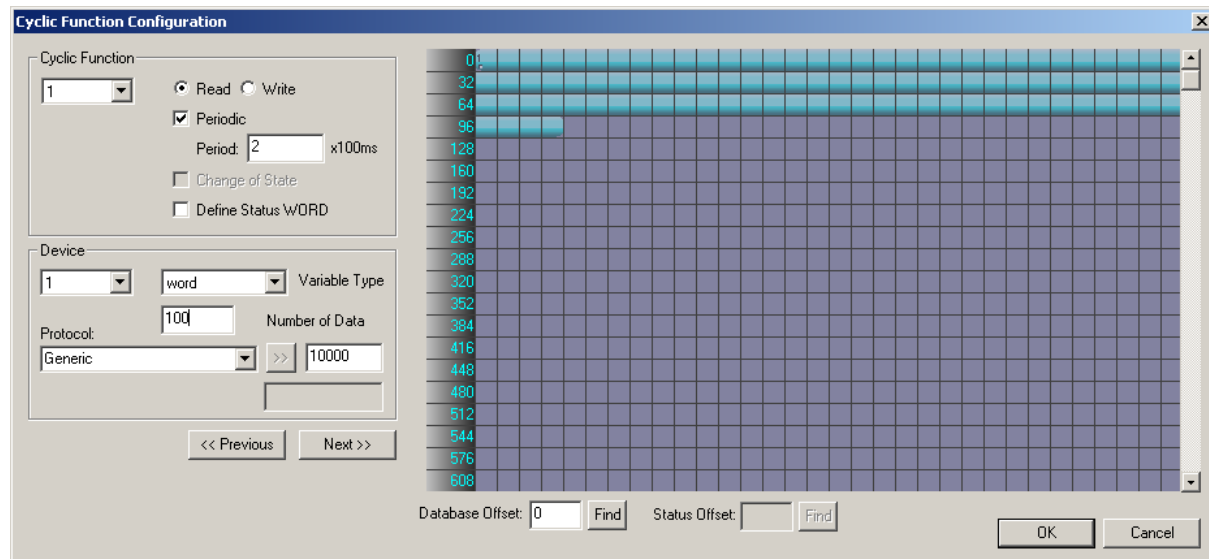 Cyclic Function Configuration
Cyclic Function
1
Read Write
Periodic
Period: 2 x100ms
Change of State
Define Status WORD
Device
1 word Variable Type
100 Number of Data
Protocol:
Generic >> 10000
<< Previous Next >>
0 1
32
64
96
128
160
192
224
256
288
320
352
384
416
448
480
512
544
576
608
Database Offset: 0 Find Status Offset: Find
OK Cancel